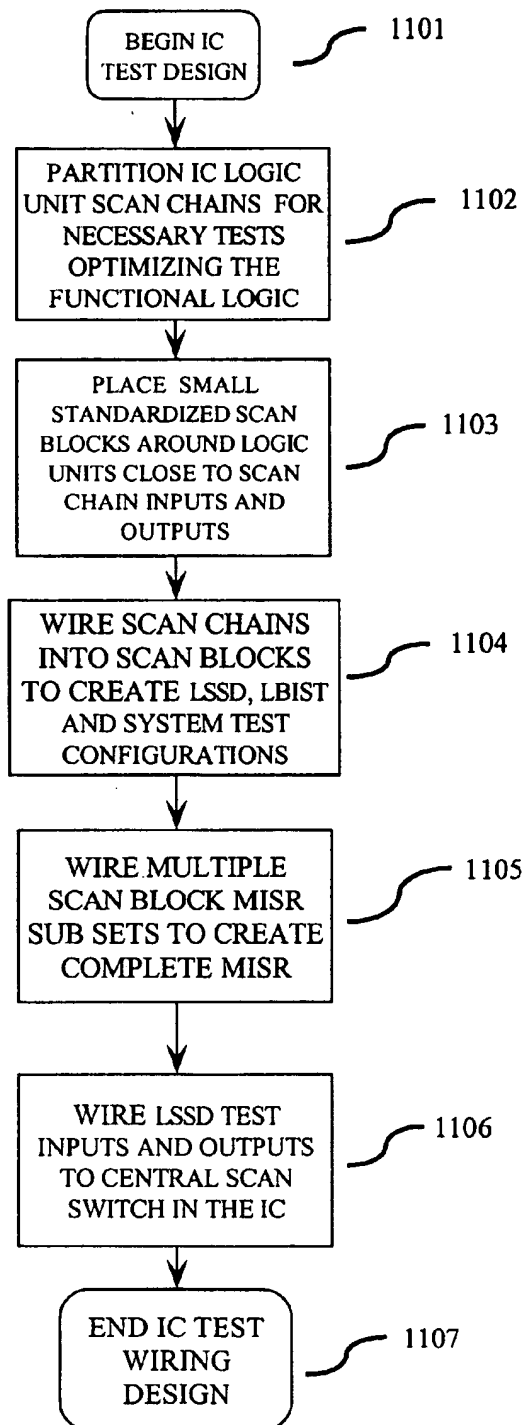 BEGIN IC
TEST DESIGN
1101
PARTITION IC LOGIC
UNIT SCAN CHAINS FOR
NECESSARY TESTS
OPTIMIZING THE
FUNCTIONAL LOGIC
1102
PLACE SMALL
STANDARDIZED SCAN
BLOCKS AROUND LOGIC
UNITS CLOSE TO SCAN
CHAIN INPUTS AND
OUTPUTS
1103
WIRE SCAN CHAINS
INTO SCAN BLOCKS
TO CREATE LSSD, LBIST
AND SYSTEM TEST
CONFIGURATIONS
1104
WIRE MULTIPLE
SCAN BLOCK MISR
SUB SETS TO CREATE
COMPLETE MISR
1105
WIRE LSSD TEST
INPUTS AND OUTPUTS
TO CENTRAL SCAN
SWITCH IN THE IC
1106
END IC TEST
WIRING
DESIGN
1107